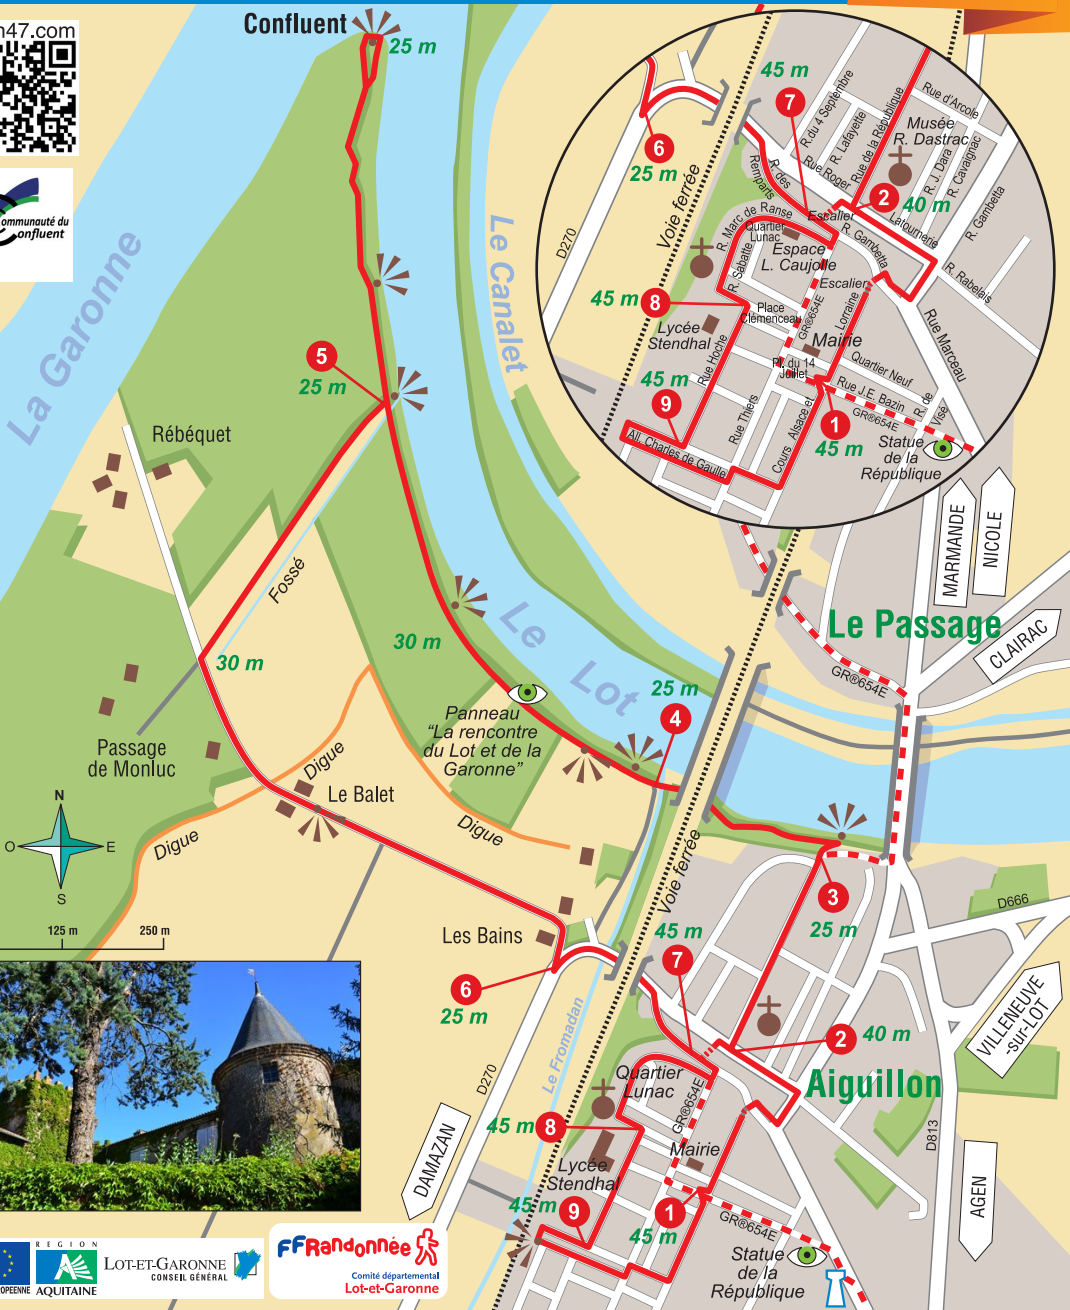 Confluent
25 m
n47.com
ommunauté du
onfluent
La Garonne
Le Canalet
5
25 m
Rébéquet
Fossé
30 m
30 m
Le Lot
Panneau
"La rencontre
du Lot et de la
Garonne"
25 m
4
Passage
de Monluc
Digue
Le Balet
Digue
Digue
N
O
E
S
125 m
250 m
Les Bains
6
25 m
D270
Le Fromadan
DAMAZAN
Voie ferrée
45 m
7
3
25 m
2
40 m
Aiguillon
Quartier
Lunac
GR®654E
45 m
8
Mairie
Lycée
Stendhal
45 m
9
1
45 m
GR®654E
Statue
de la
République
D666
VILLENEUVE
-sur-LOT
D813
AGEN
Le Passage
GR®654E
MARMANDE
NICOLE
CLAIRAC
45 m
7
6
25 m
D270
Voie ferrée
R. du 4 Septembre
R. Lafayette
Rue de la République
Rue d'Arcole
Musée
R. Dastrac
R. J. Dara
R. Cavaignac
R. Gambetta
Rue Roger
R. des
Remparts
2
40 m
Escalier
Latournerie
R. Marc de Ranse
Quartier
Lunac
Espace
L. Caujolle
R. Gambetta
R. Rabelais
R. Sabatte
Escalier
45 m
8
Place
Clémenceau
GR®654E
Lorraine
Rue Marceau
Lycée
Stendhal
Mairie
Rue Hoche
Pl. du 14
Juillet
Quartier Neuf
45 m
9
Rue J.E. Bazin
R. de
Visé
Rue Thiers
Cours Alsace et
GR®654E
1
45 m
All. Charles de Gaulle
Statue
de la
République
OPEENNE
REGION
AQUITAINE
LOT-ET-GARONNE
CONSEIL GÉNÉRAL
FFRandonnée
Comité départemental
Lot-et-Garonne